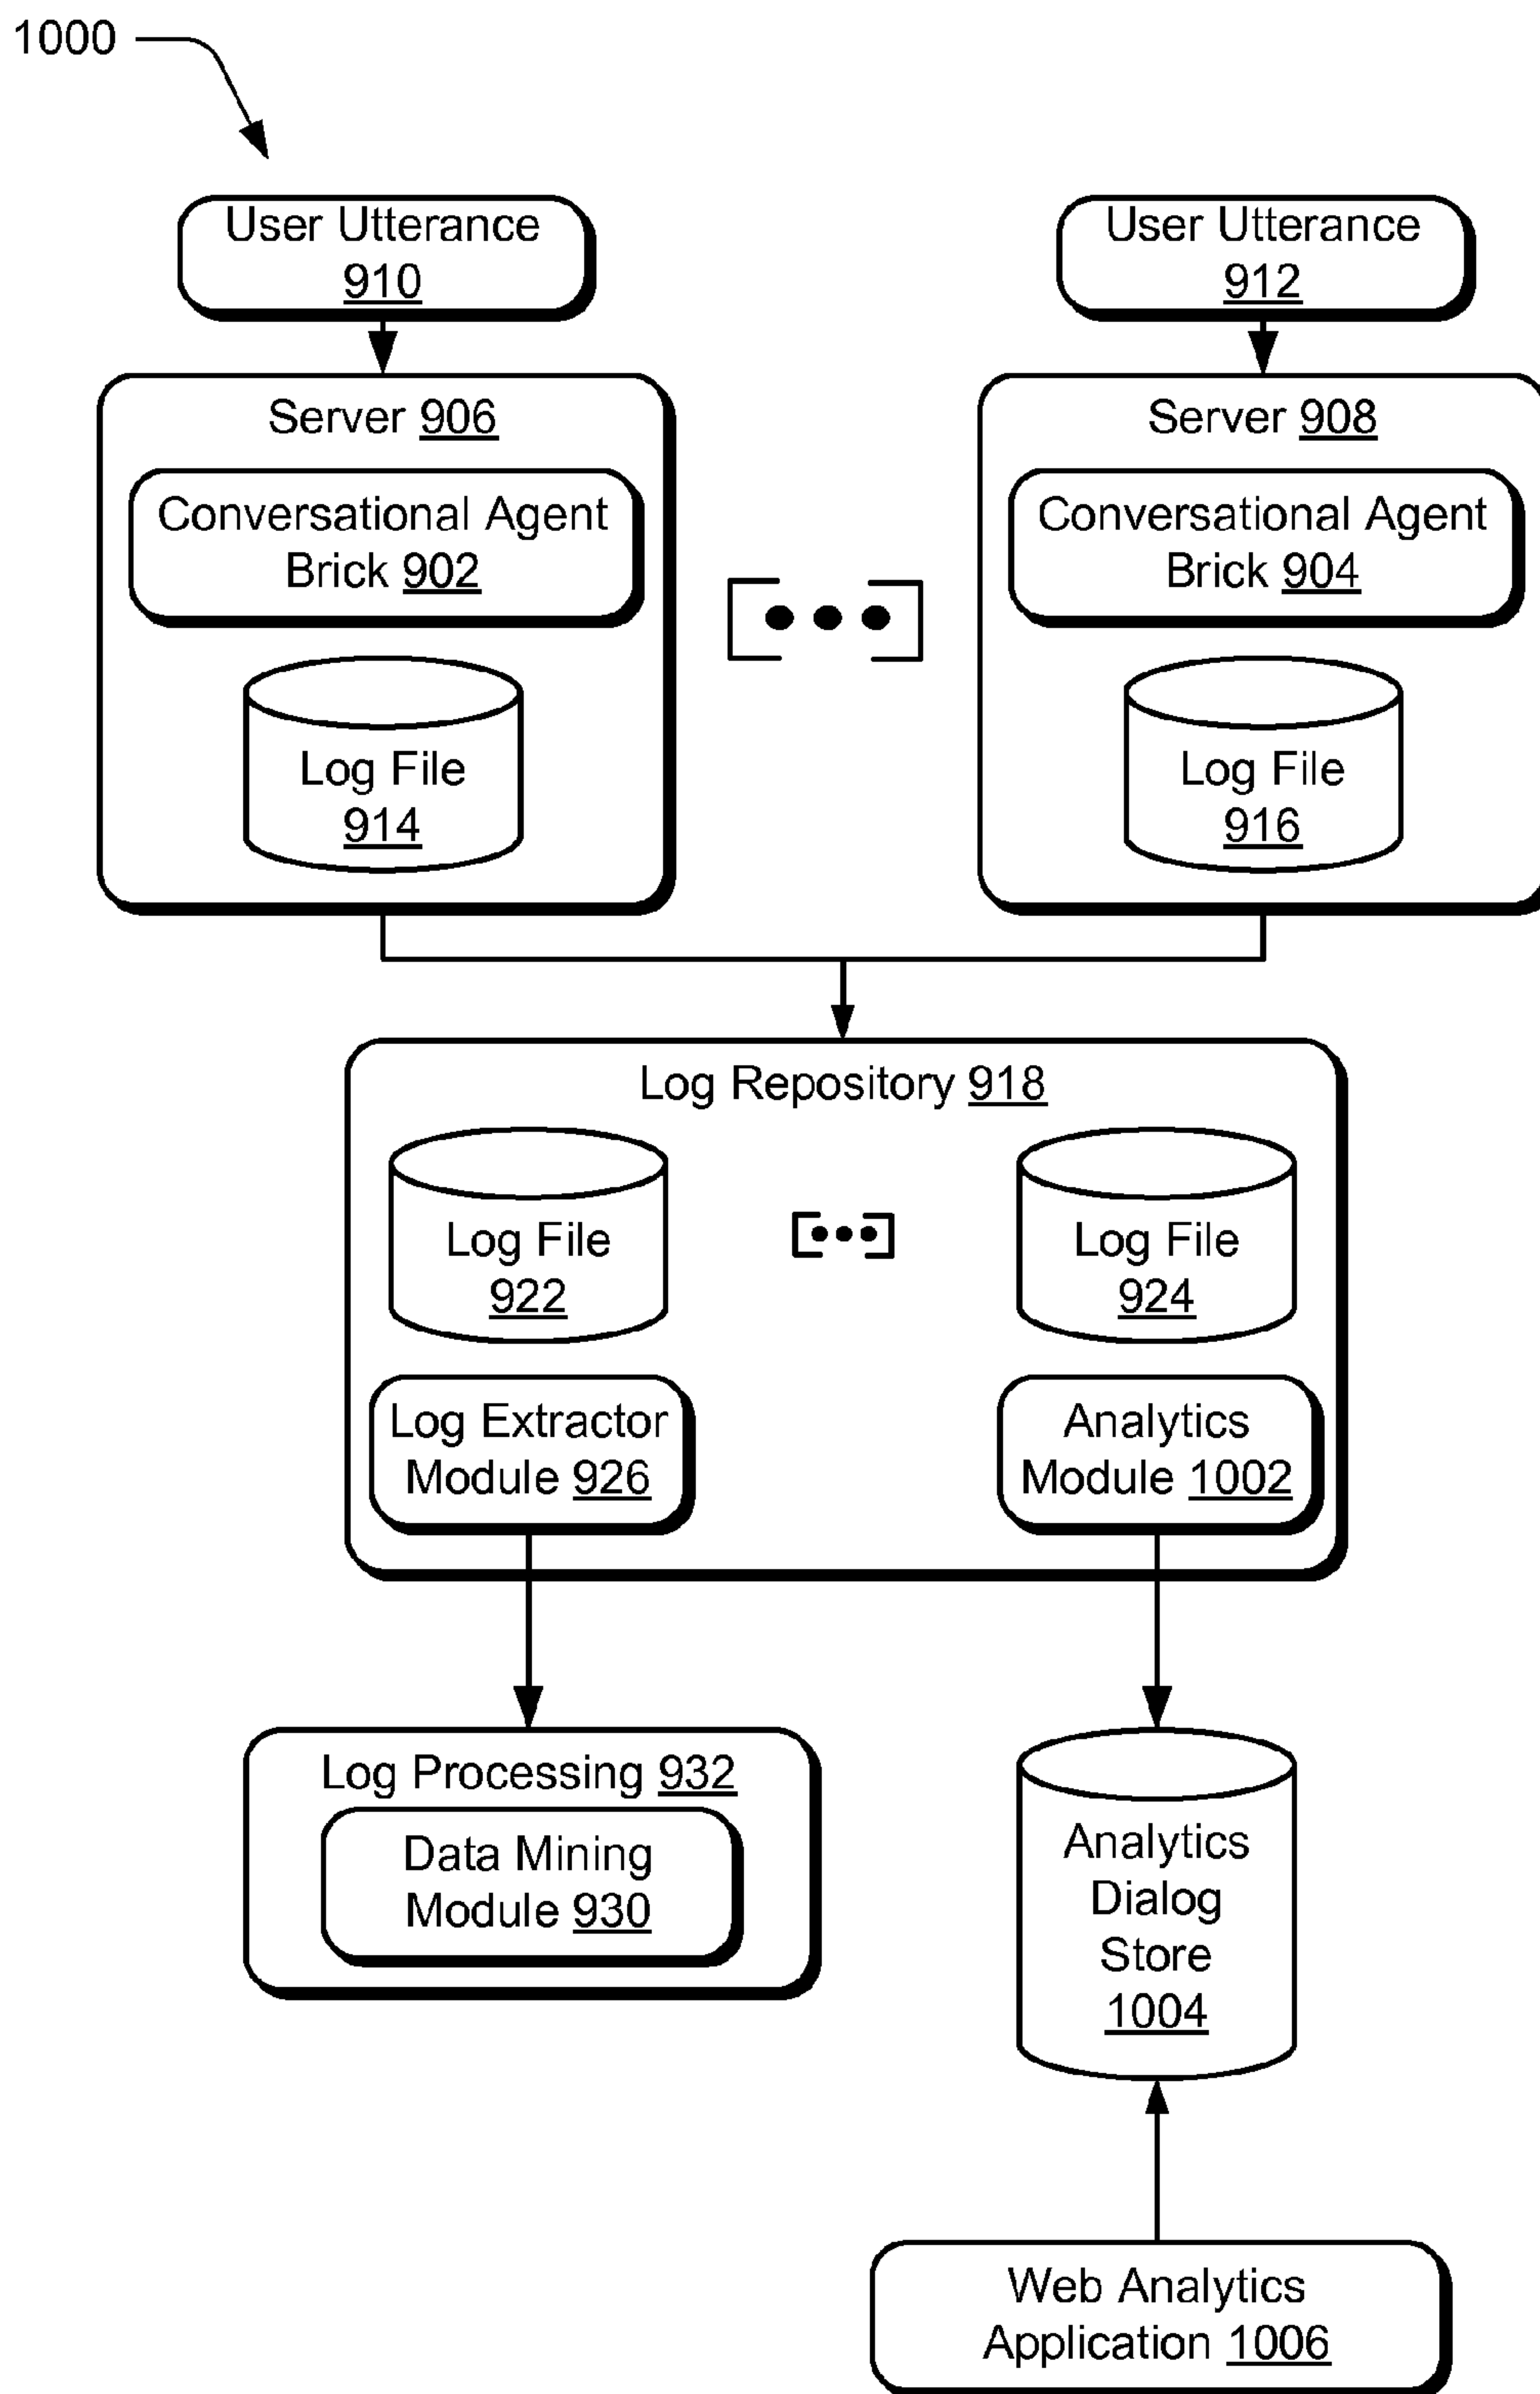 1000
User Utterance
910
User Utterance
912
Server 906
Conversational Agent
Brick 902
Log File
914
Server 908
Conversational Agent
Brick 904
Log File
916
Log Repository 918
Log File
922
Log File
924
Log Extractor
Module 926
Analytics
Module 1002
Log Processing 932
Data Mining
Module 930
Analytics
Dialog
Store
1004
Web Analytics
Application 1006